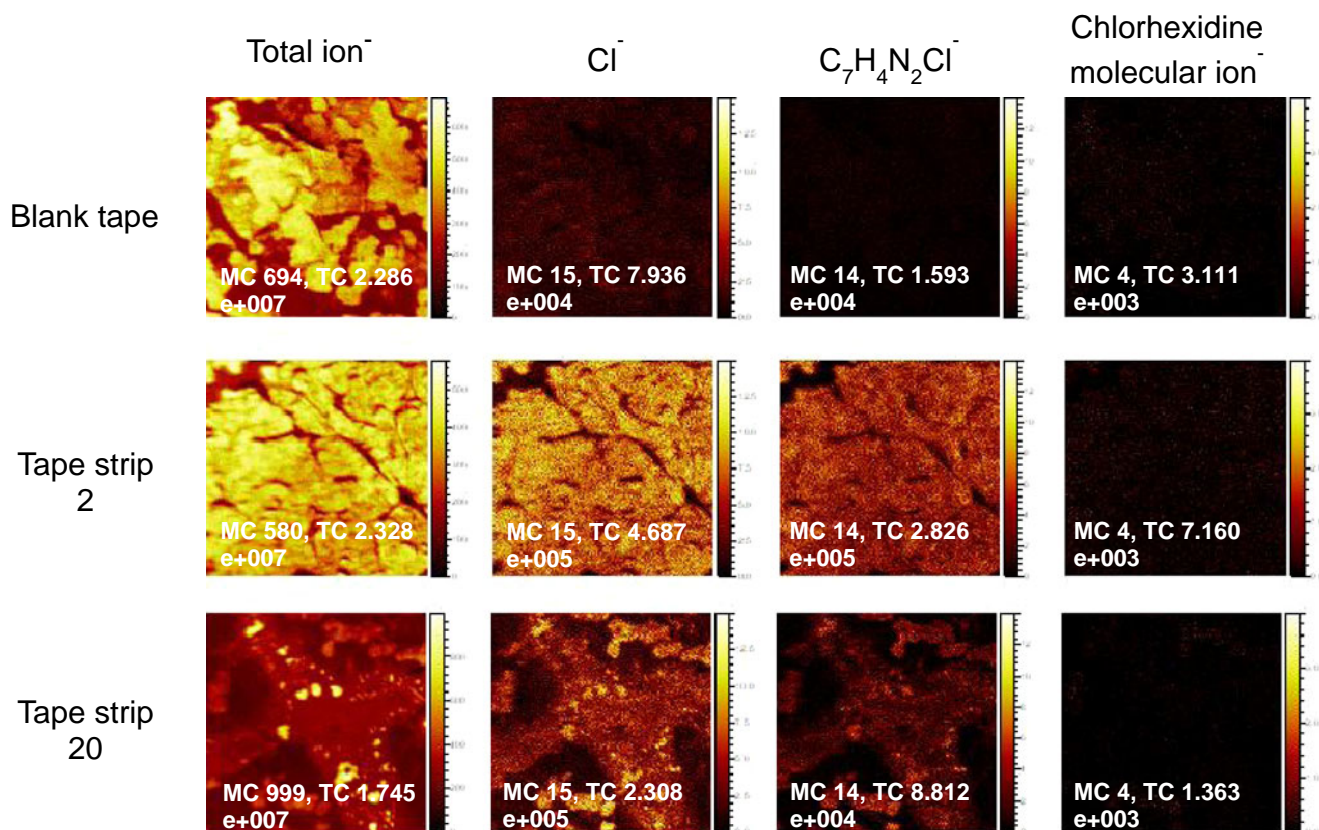 Total ion⁻
Cl⁻
C₇H₄N₂Cl⁻
Chlorhexidine
molecular ion⁻
Blank tape
MC 694, TC 2.286
e+007
MC 15, TC 7.936
e+004
MC 14, TC 1.593
e+004
MC 4, TC 3.111
e+003
Tape strip
2
MC 580, TC 2.328
e+007
MC 15, TC 4.687
e+005
MC 14, TC 2.826
e+005
MC 4, TC 7.160
e+003
Tape strip
20
MC 999, TC 1.745
e+007
MC 15, TC 2.308
e+005
MC 14, TC 8.812
e+004
MC 4, TC 1.363
e+003